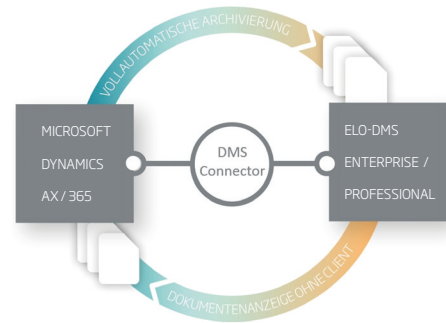 VOLLAUTOMATISCHE ARCHIVIERUNG
MICROSOFT
DYNAMICS
AX / 365
DMS
Connector
ELO-DMS
ENTERPRISE /
PROFESSIONAL
DOKUMENTENANZEIGE OHNE CLIENT